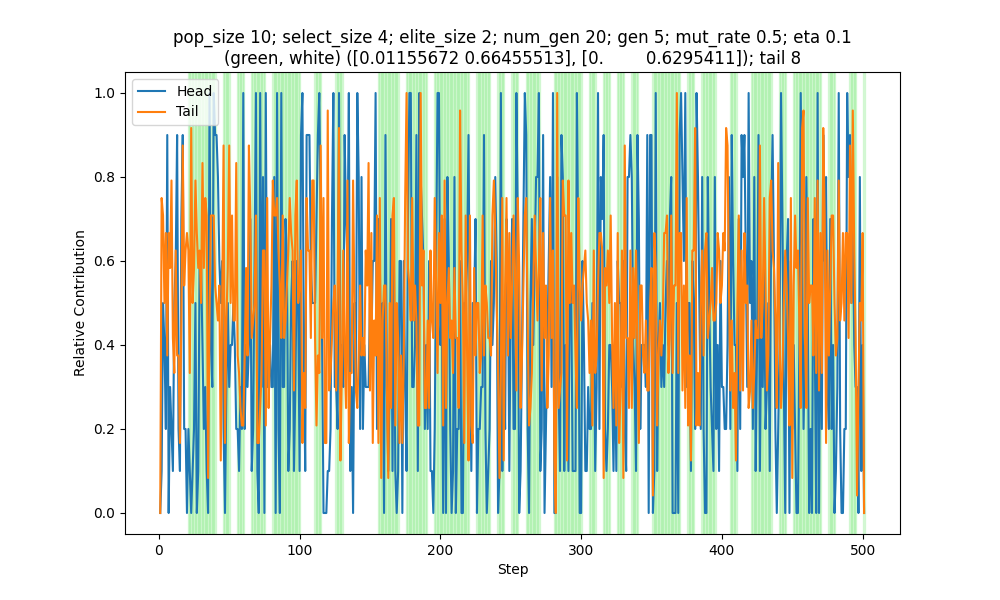 pop_size 10; select_size 4; elite_size 2; num_gen 20; gen 5; mut_rate 0.5; eta 0.1
(green, white) ([0.01155672 0.66455513], [0.         0.6295411]); tail 8
Head
Tail
1.0
0.8
0.6
0.4
0.2
0.0
Relative Contribution
0
100
200
300
400
500
Step